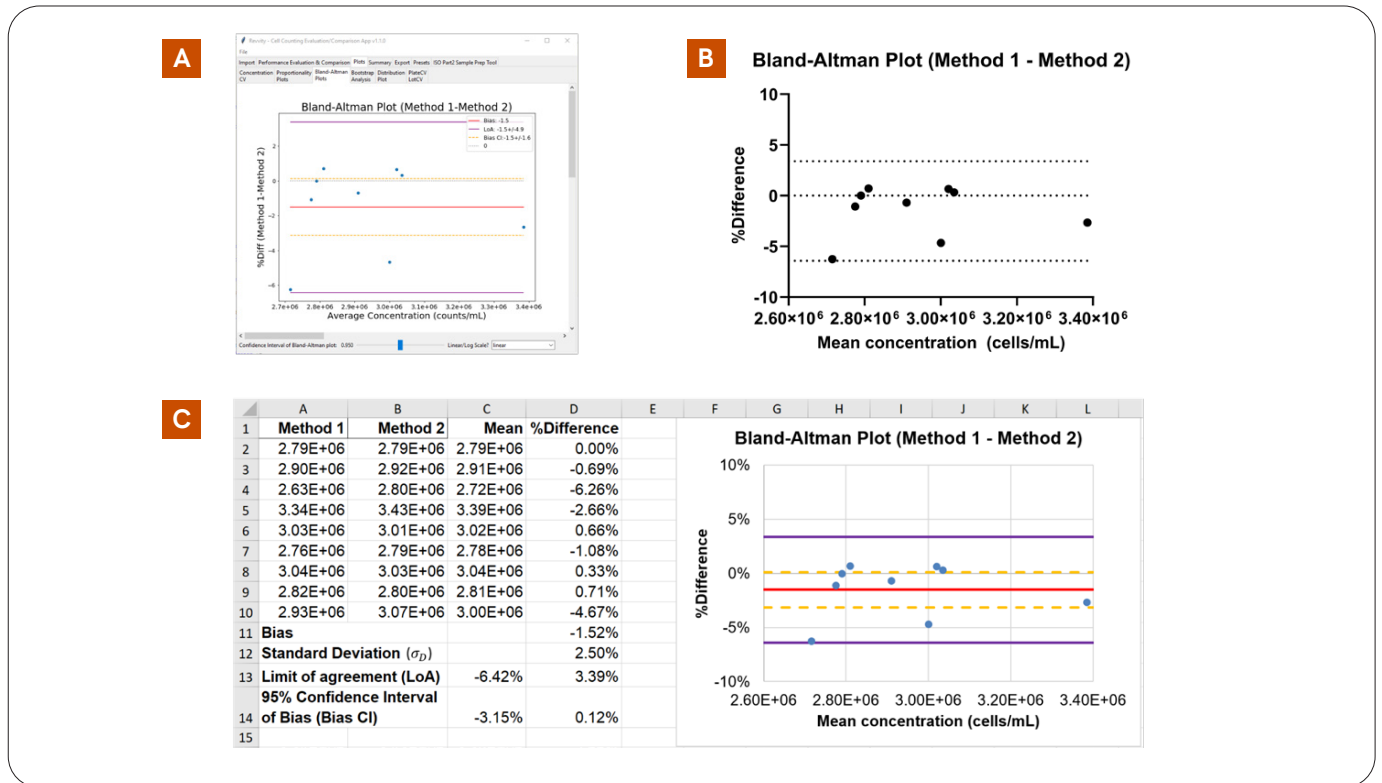 A
Revvity - Cell Counting Evaluation/Comparison App v1.1.0
File
Import Performance Evaluation & Comparison Plots Summary Export Presets ISO Part2 Sample Prep Tool
Concentration Proportionality Bland-Altman Bootstrap Distribution PlateCV
CV Plots Plots Analysis Plot LotCV
Bland-Altman Plot (Method 1-Method 2)
Bias: -1.5
LoA: -1.5+/-4.9
Bias CI:-1.5+/-1.6
0
%Diff (Method 1-Method 2)
2
0
−2
−4
−6
2.7e+06 2.8e+06 2.9e+06 3.0e+06 3.1e+06 3.2e+06 3.3e+06 3.4e+06
Average Concentration (counts/mL)
Confidence Interval of Bland-Altman plot: 0.950 Linear/Log Scale? linear
B
Bland-Altman Plot (Method 1 - Method 2)
%Difference
10
5
0
-5
-10
2.60×10⁶ 2.80×10⁶ 3.00×10⁶ 3.20×10⁶ 3.40×10⁶
Mean concentration (cells/mL)
C
A B C D E F G H I J K L
1 Method 1 Method 2 Mean %Difference
2 2.79E+06 2.79E+06 2.79E+06 0.00%
3 2.90E+06 2.92E+06 2.91E+06 -0.69%
4 2.63E+06 2.80E+06 2.72E+06 -6.26%
5 3.34E+06 3.43E+06 3.39E+06 -2.66%
6 3.03E+06 3.01E+06 3.02E+06 0.66%
7 2.76E+06 2.79E+06 2.78E+06 -1.08%
8 3.04E+06 3.03E+06 3.04E+06 0.33%
9 2.82E+06 2.80E+06 2.81E+06 0.71%
10 2.93E+06 3.07E+06 3.00E+06 -4.67%
11 Bias -1.52%
12 Standard Deviation (σ_D) 2.50%
13 Limit of agreement (LoA) -6.42% 3.39%
95% Confidence Interval
14 of Bias (Bias CI) -3.15% 0.12%
15
Bland-Altman Plot (Method 1 - Method 2)
%Difference
10%
5%
0%
-5%
-10%
2.60E+06 2.80E+06 3.00E+06 3.20E+06 3.40E+06
Mean concentration (cells/mL)